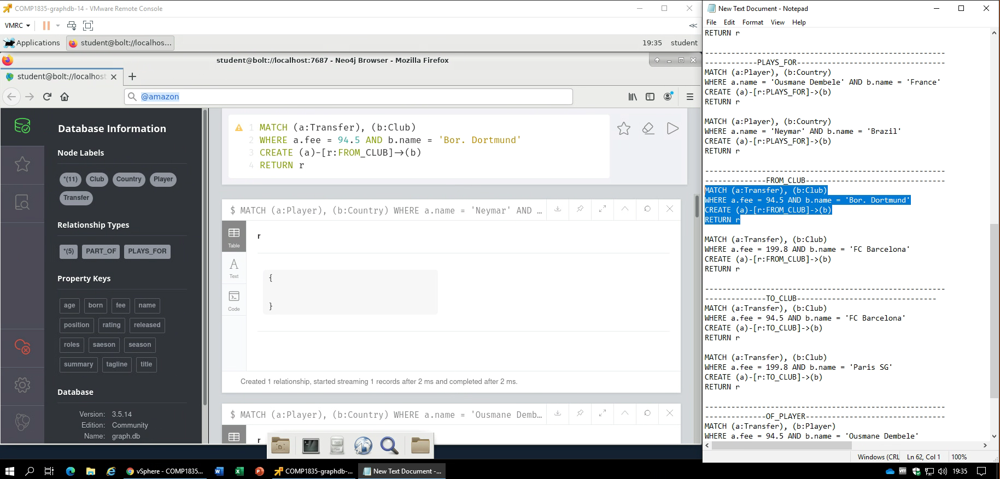 COMP1835-graphdb-14 - VMware Remote Console
VMRC
Applications
student@bolt://localhos...
19:35
student
student@bolt://localhost:7687 - Neo4j Browser - Mozilla Firefox
student@bolt://localhost
@amazon
Database Information
Node Labels
*(11) Club Country Player
Transfer
Relationship Types
*(5) PART_OF PLAYS_FOR
Property Keys
age born fee name
position rating released
roles saeson season
summary tagline title
Database
Version: 3.5.14
Edition: Community
Name: graph.db
1 MATCH (a:Transfer), (b:Club)
2 WHERE a.fee = 94.5 AND b.name = 'Bor. Dortmund'
3 CREATE (a)-[r:FROM_CLUB]->(b)
4 RETURN r
$ MATCH (a:Player), (b:Country) WHERE a.name = 'Neymar' AND ...
Table
Text
Code
r
{
}
Created 1 relationship, started streaming 1 records after 2 ms and completed after 2 ms.
$ MATCH (a:Player), (b:Country) WHERE a.name = 'Ousmane Demb...
r
New Text Document - Notepad
File Edit Format View Help
RETURN r
-------------------------------------------------------
------------PLAYS_FOR----------------------------------
MATCH (a:Player), (b:Country)
WHERE a.name = 'Ousmane Dembele' AND b.name = 'France'
CREATE (a)-[r:PLAYS_FOR]->(b)
RETURN r
MATCH (a:Player), (b:Country)
WHERE a.name = 'Neymar' AND b.name = 'Brazil'
CREATE (a)-[r:PLAYS_FOR]->(b)
RETURN r
-------------------------------------------------------
--------------FROM_CLUB--------------------------------
MATCH (a:Transfer), (b:Club)
WHERE a.fee = 94.5 AND b.name = 'Bor. Dortmund'
CREATE (a)-[r:FROM_CLUB]->(b)
RETURN r
MATCH (a:Transfer), (b:Club)
WHERE a.fee = 199.8 AND b.name = 'FC Barcelona'
CREATE (a)-[r:FROM_CLUB]->(b)
RETURN r
-------------------------------------------------------
--------------TO_CLUB--------------------------------
MATCH (a:Transfer), (b:Club)
WHERE a.fee = 94.5 AND b.name = 'FC Barcelona'
CREATE (a)-[r:TO_CLUB]->(b)
RETURN r
MATCH (a:Transfer), (b:Club)
WHERE a.fee = 199.8 AND b.name = 'Paris SG'
CREATE (a)-[r:TO_CLUB]->(b)
RETURN r
-------------------------------------------------------
--------------OF_PLAYER--------------------------------
MATCH (a:Transfer), (b:Player)
WHERE a.fee = 94.5 AND b.name = 'Ousmane Dembele'
Windows (CRL Ln 62, Col 1 100%
vSphere - COMP1835...
COMP1835-graphdb-...
New Text Document -...
19:35